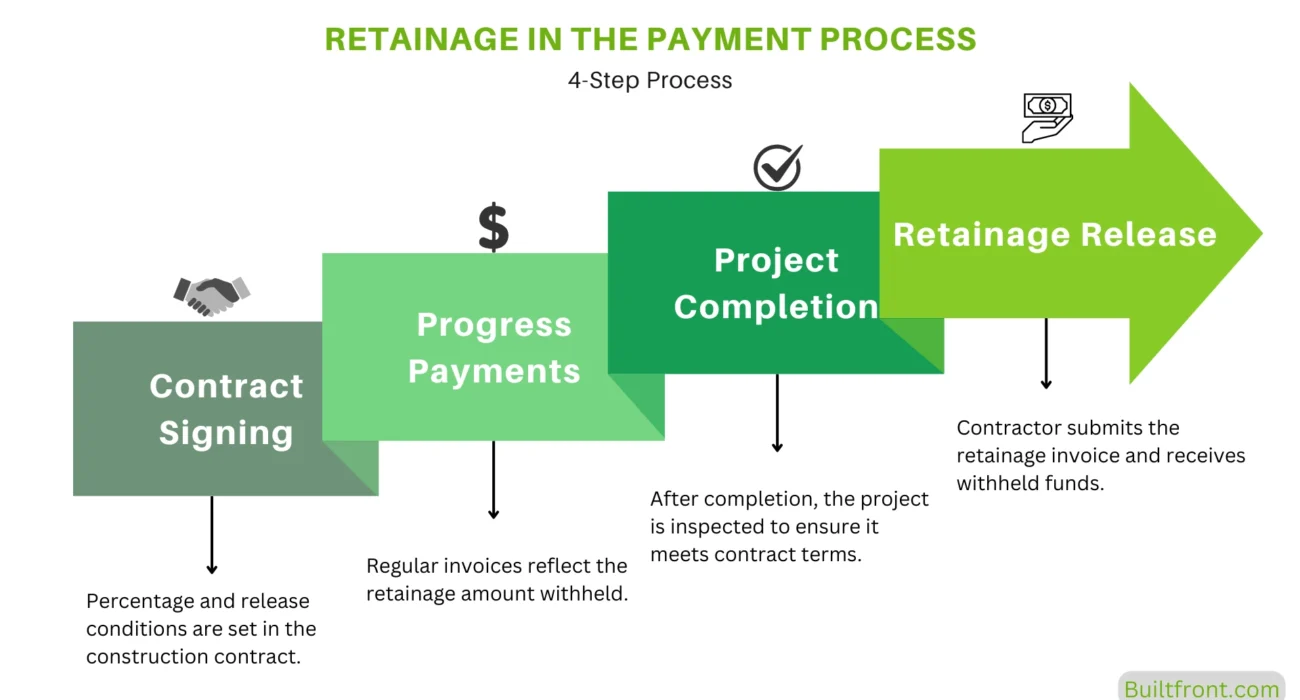 RETAINAGE IN THE PAYMENT PROCESS
4-Step Process
Contract
Signing
Percentage and release
conditions are set in the
construction contract.
$
Progress
Payments
Regular invoices reflect the
retainage amount withheld.
Project
Completion
After completion, the project
is inspected to ensure it
meets contract terms.
$
Retainage Release
Contractor submits the
retainage invoice and receives
withheld funds.
Builtfront.com